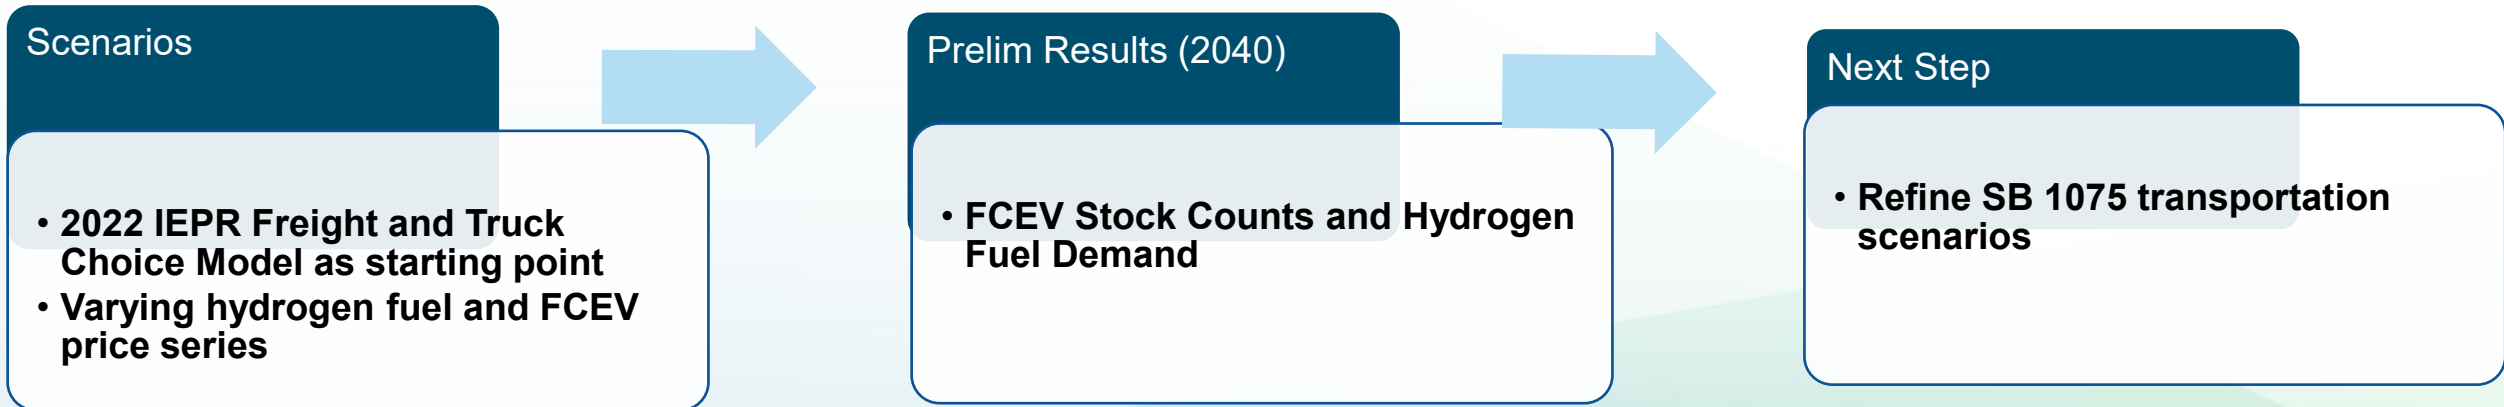 Scenarios
• 2022 IEPR Freight and Truck
Choice Model as starting point
• Varying hydrogen fuel and FCEV
price series
Prelim Results (2040)
• FCEV Stock Counts and Hydrogen
Fuel Demand
Next Step
• Refine SB 1075 transportation
scenarios